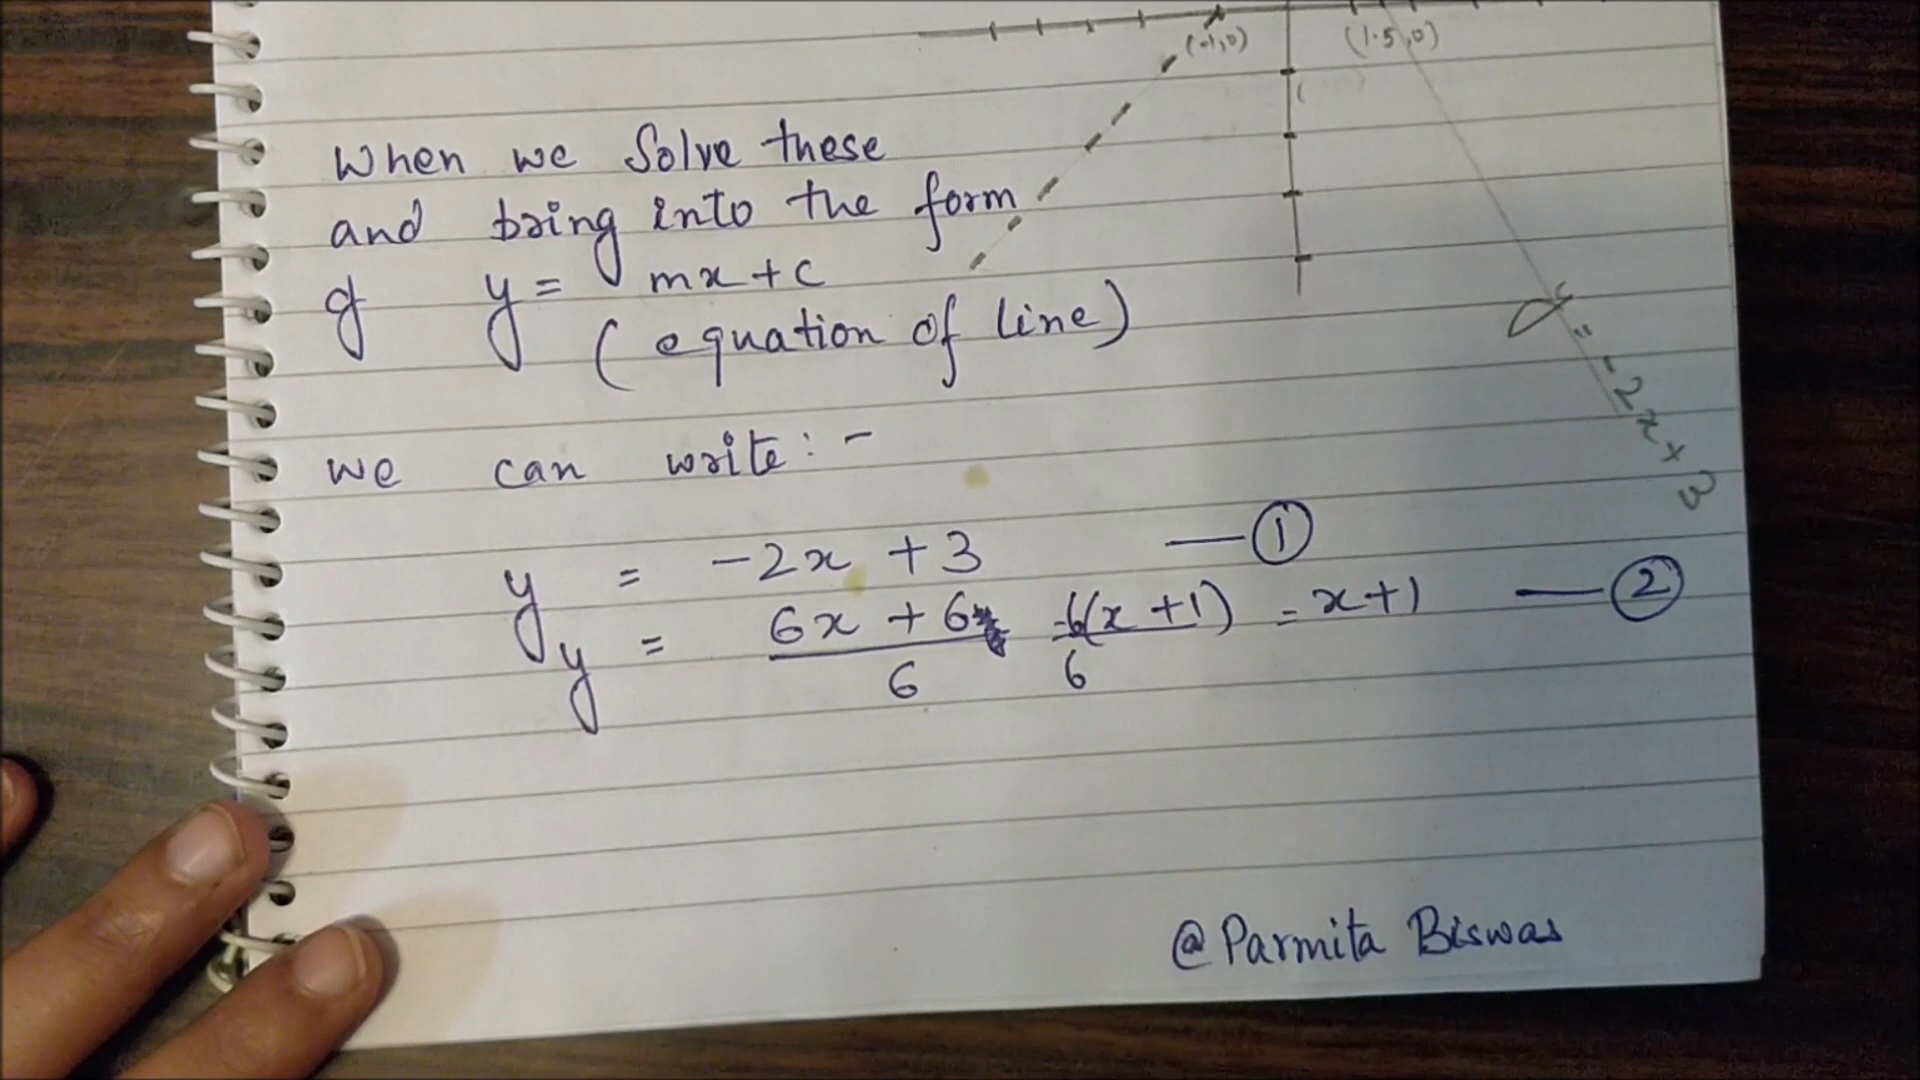 (-1,0) (1.5,0)
When we Solve these
and bring into the form
of y = mx + c
(equation of line)
y = -2x + 3
we can write : -
y = -2x + 3 — ①
y = 6x + 6 / 6 = 6(x + 1) / 6 = x + 1 — ②
@Parmita Biswas